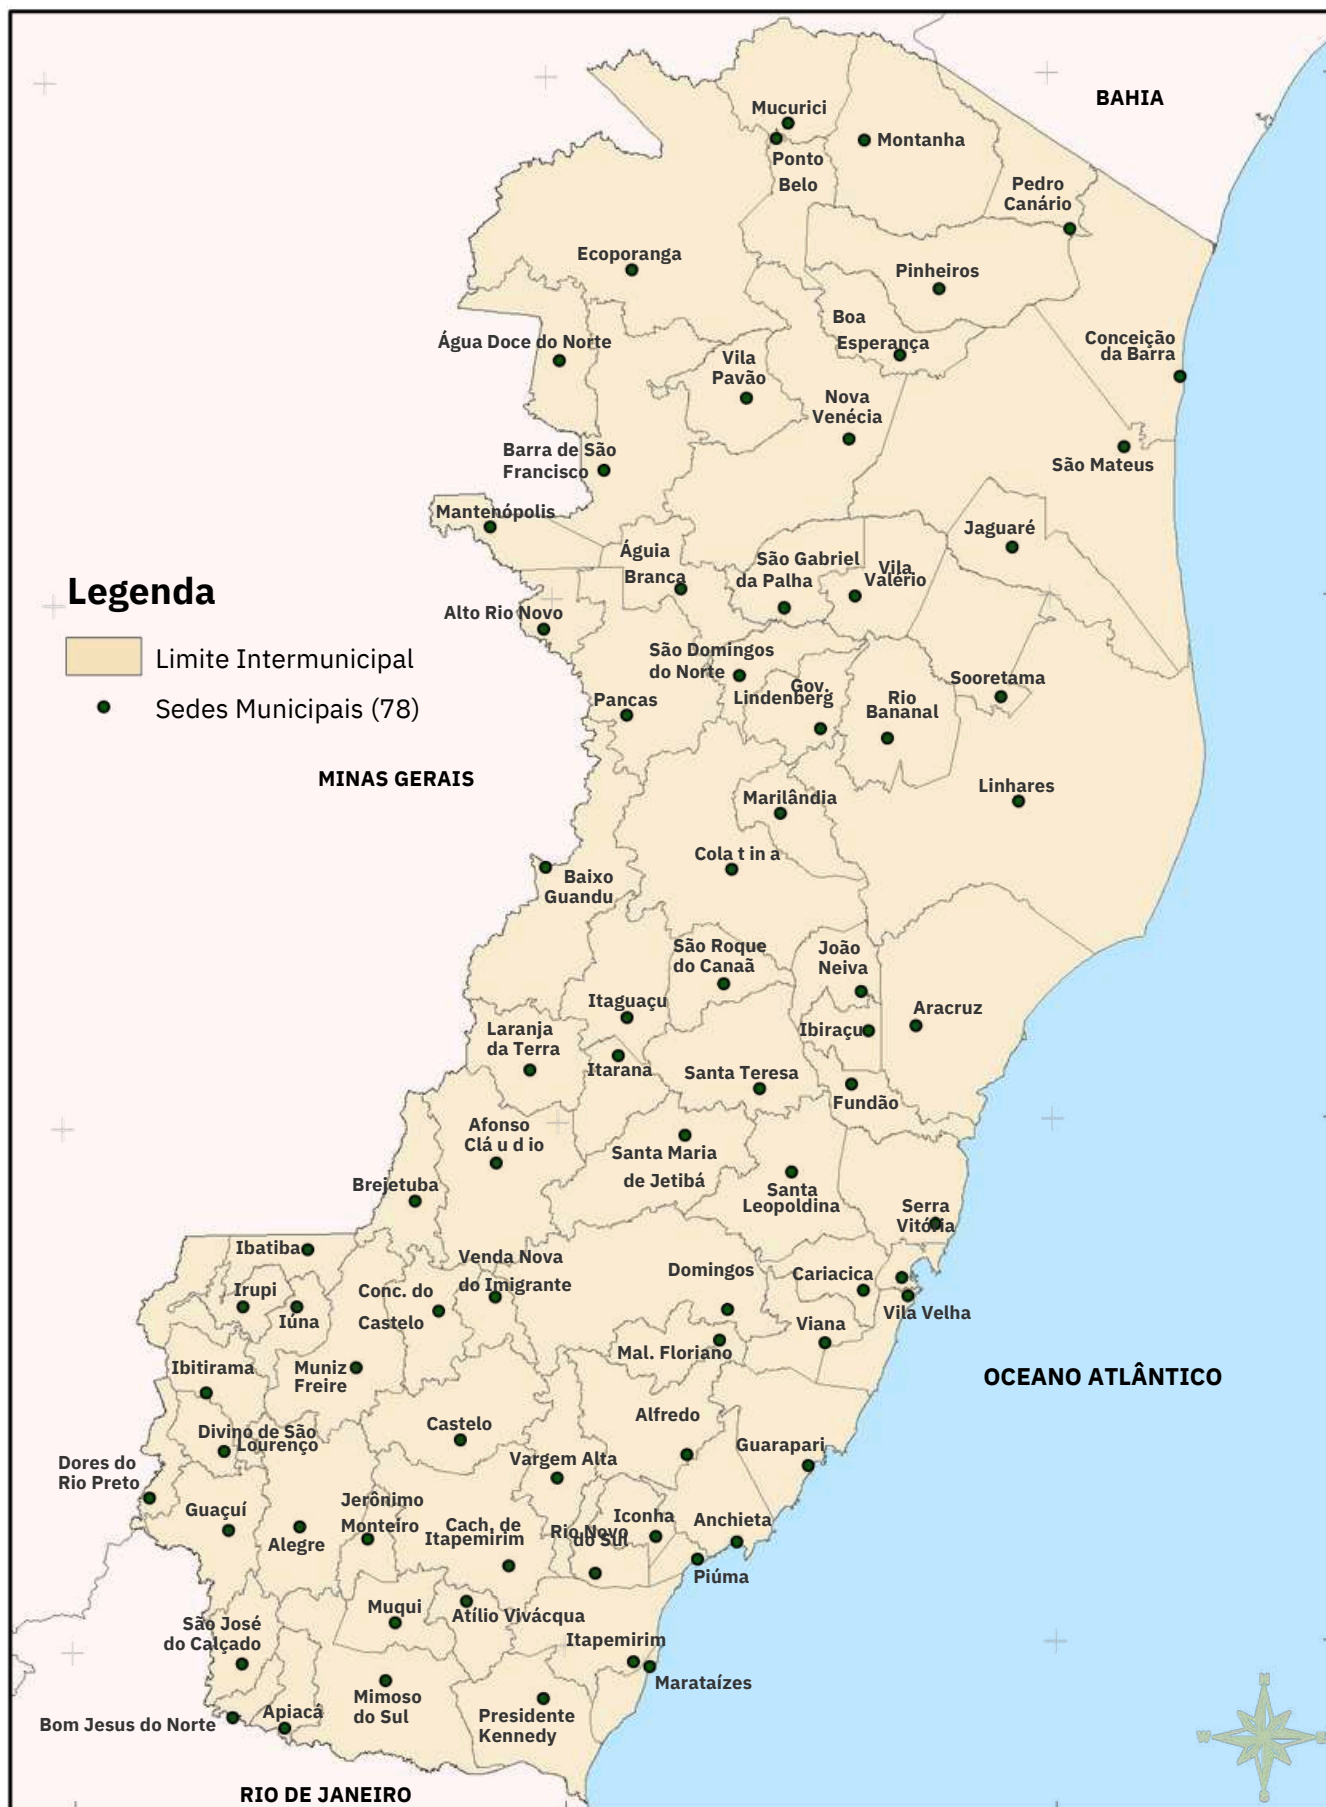 BAHIA
Mucurici
Montanha
Ponto
Belo
Pedro
Canário
Ecoporanga
Pinheiros
Boa
Esperança
Água Doce do Norte
Conceição
da Barra
Vila
Pavão
Nova
Venécia
Barra de São
Francisco
São Mateus
Mantenópolis
Jaguaré
Águia
Branca
São Gabriel
da Palha
Vila
Valério
Legenda
Limite Intermunicipal
Sedes Municipais (78)
Alto Rio Novo
São Domingos
do Norte
Gov.
Lindenberg
Sooretama
Rio
Bananal
Pancas
MINAS GERAIS
Linhares
Marilândia
Cola t in a
Baixo
Guandu
São Roque
do Canaã
João
Neiva
Itaguaçu
Aracruz
Laranja
da Terra
Ibiraçu
Itarana
Santa Teresa
Fundão
Afonso
Clá u d io
Santa Maria
de Jetibá
Brejetuba
Santa
Leopoldina
Serra
Vitória
Ibatiba
Venda Nova
do Imigrante
Domingos
Cariacica
Irupi
Iúna
Conc. do
Castelo
Vila Velha
Viana
Mal. Floriano
Ibitirama
Muniz
Freire
OCEANO ATLÂNTICO
Divino de São
Lourenço
Castelo
Alfredo
Guarapari
Dores do
Rio Preto
Vargem Alta
Guaçuí
Jerônimo
Monteiro
Alegre
Cach. de
Itapemirim
Rio Novo
do Sul
Iconha
Anchieta
Piúma
Muqui
Atílio Vivácqua
São José
do Calçado
Itapemirim
Marataízes
Mimoso
do Sul
Apiacá
Bom Jesus do Norte
Presidente
Kennedy
RIO DE JANEIRO
N
W
E
S